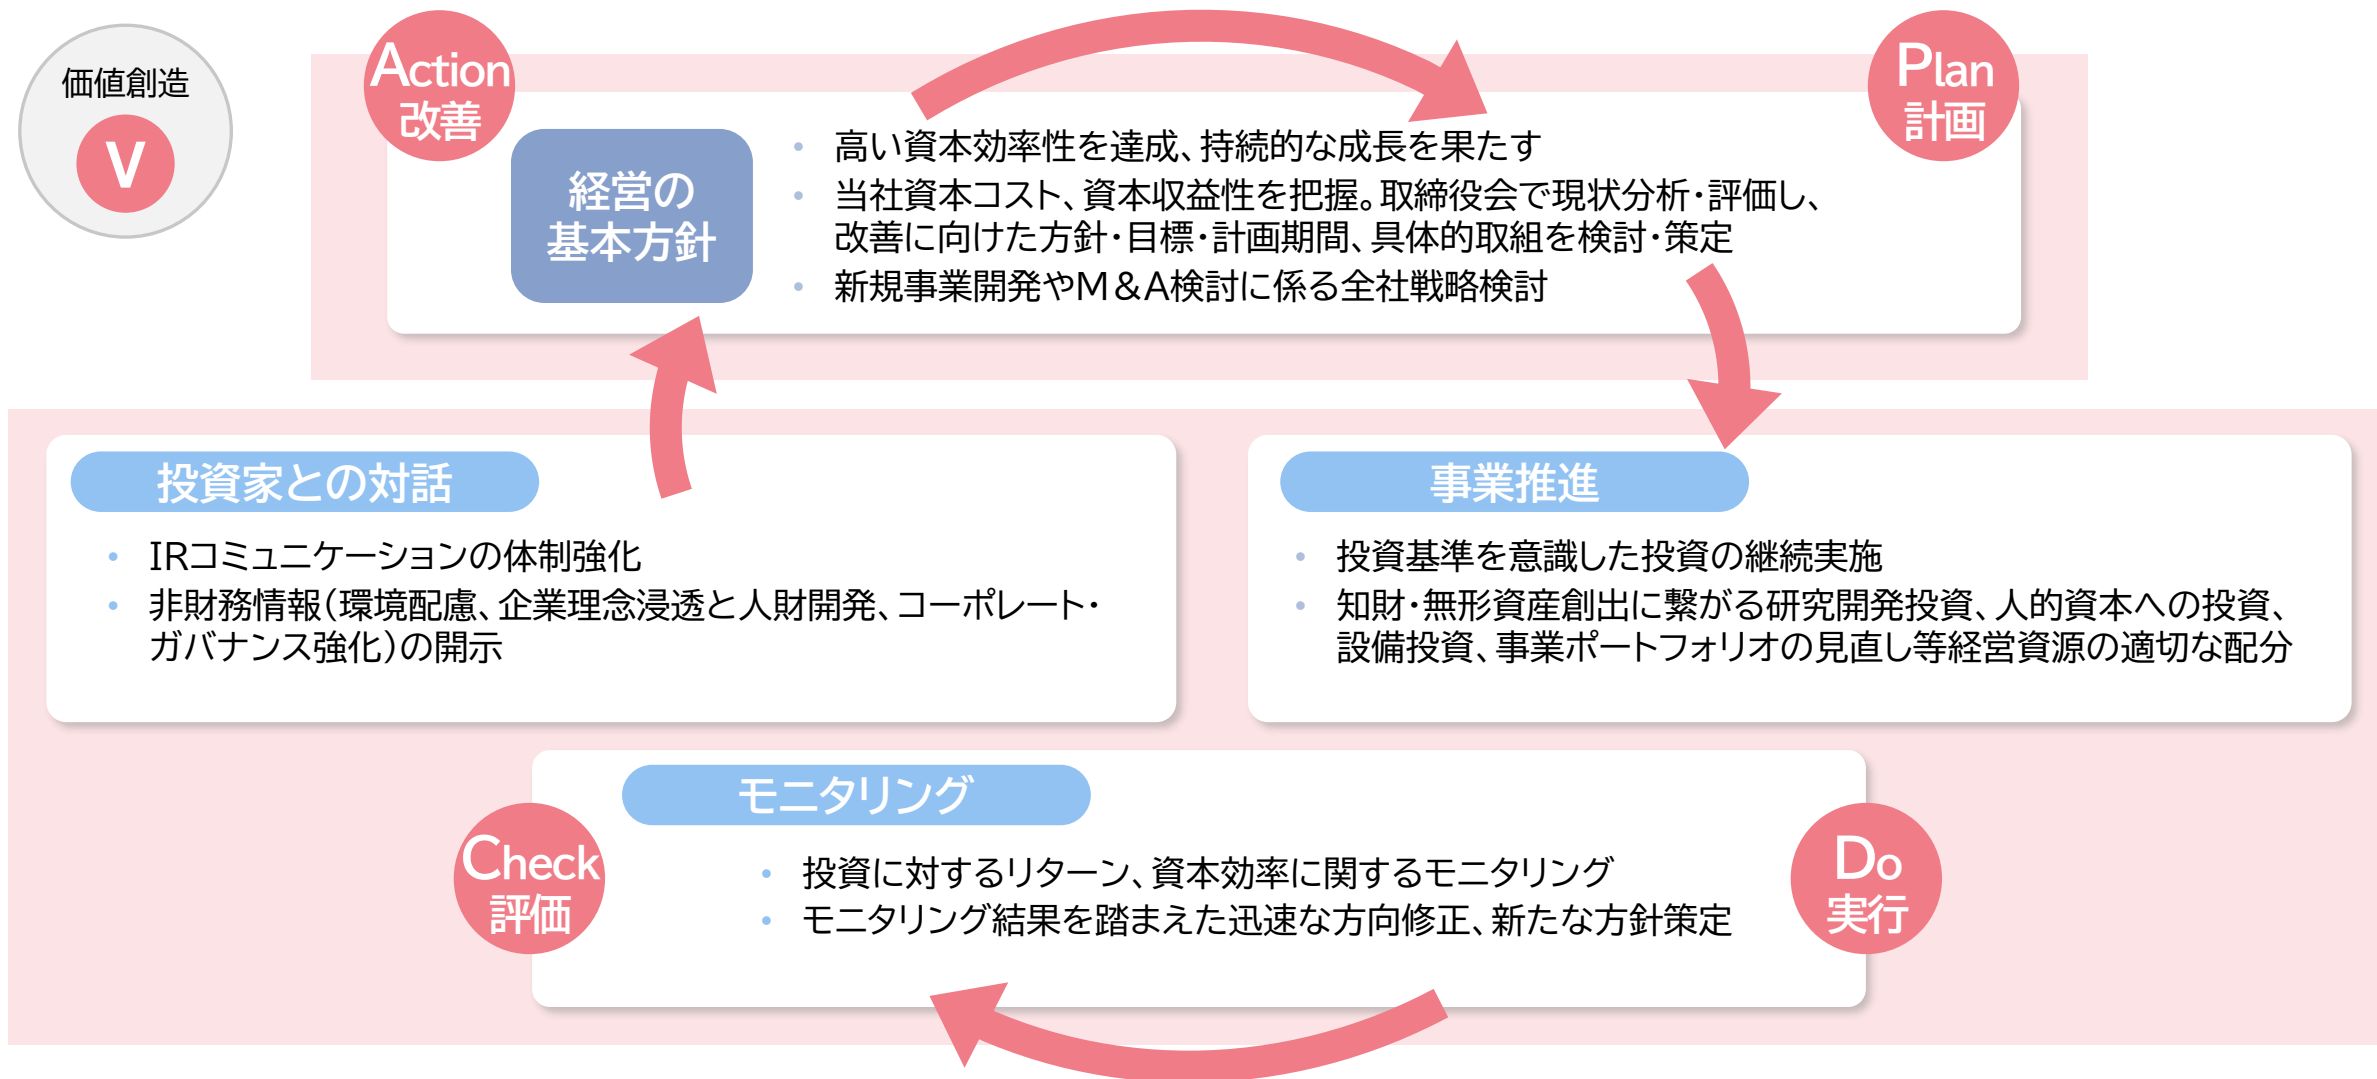 価値創造
V
Action
改善
Plan
計画
経営の
基本方針
• 高い資本効率性を達成、持続的な成長を果たす
• 当社資本コスト、資本収益性を把握。取締役会で現状分析・評価し、
改善に向けた方針・目標・計画期間、具体的取組を検討・策定
• 新規事業開発やM＆A検討に係る全社戦略検討
投資家との対話
• IRコミュニケーションの体制強化
• 非財務情報（環境配慮、企業理念浸透と人財開発、コーポレート・
ガバナンス強化）の開示
事業推進
• 投資基準を意識した投資の継続実施
• 知財・無形資産創出に繋がる研究開発投資、人的資本への投資、
設備投資、事業ポートフォリオの見直し等経営資源の適切な配分
モニタリング
Check
評価
• 投資に対するリターン、資本効率に関するモニタリング
• モニタリング結果を踏まえた迅速な方向修正、新たな方針策定
Do
実行